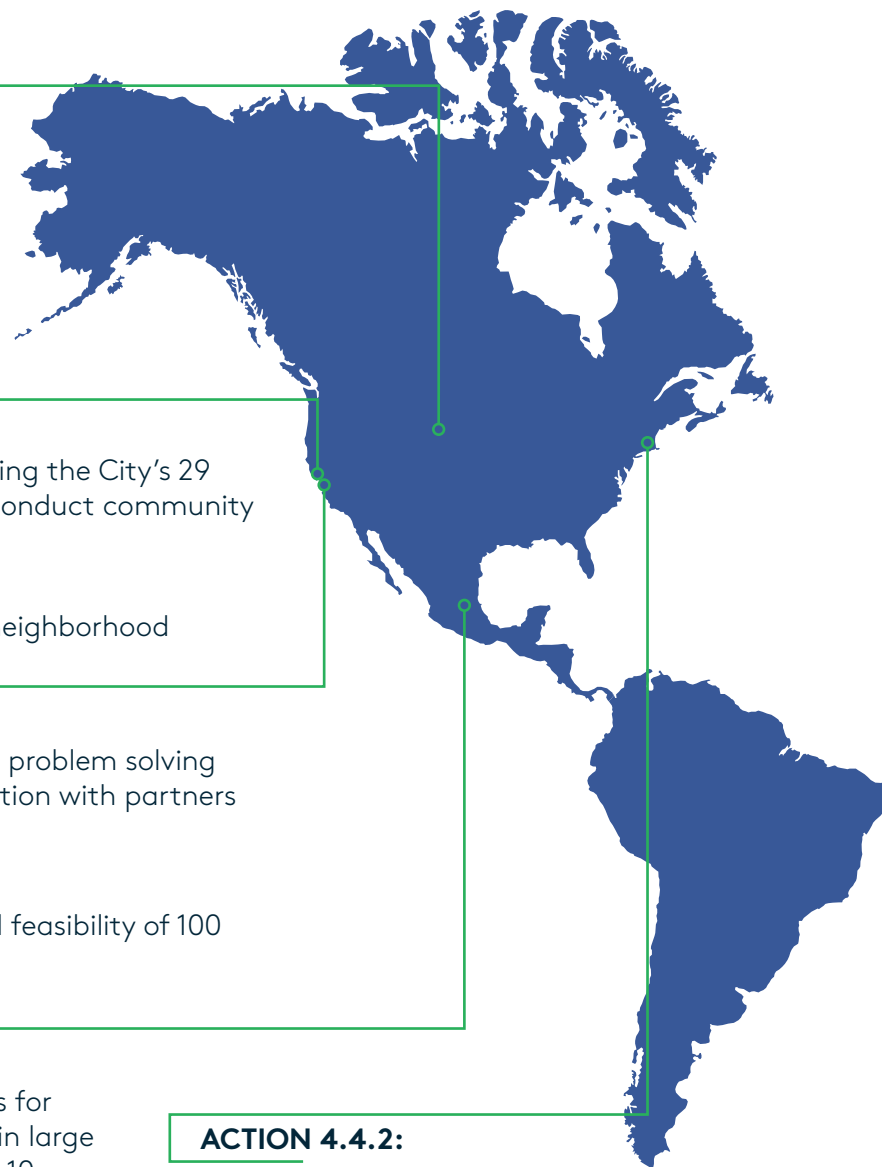 ing the City's 29
onduct community
eighborhood
problem solving
tion with partners
feasibility of 100
s for
in large
ACTION 4.4.2: